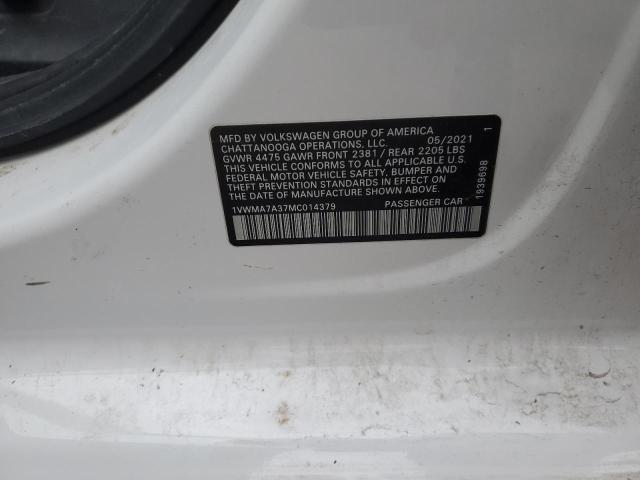 MFD BY VOLKSWAGEN GROUP OF AMERICA
CHATTANOOGA OPERATIONS, LLC. 05/2021
GVWR 4475 GAWR FRONT 2381 / REAR 2205 LBS
THIS VEHICLE CONFORMS TO ALL APPLICABLE U.S.
FEDERAL MOTOR VEHICLE SAFETY, BUMPER AND
THEFT PREVENTION STANDARDS IN EFFECT ON THE
DATE OF MANUFACTURE SHOWN ABOVE.
1VWMA7A37MC014379 PASSENGER CAR
1939698 1